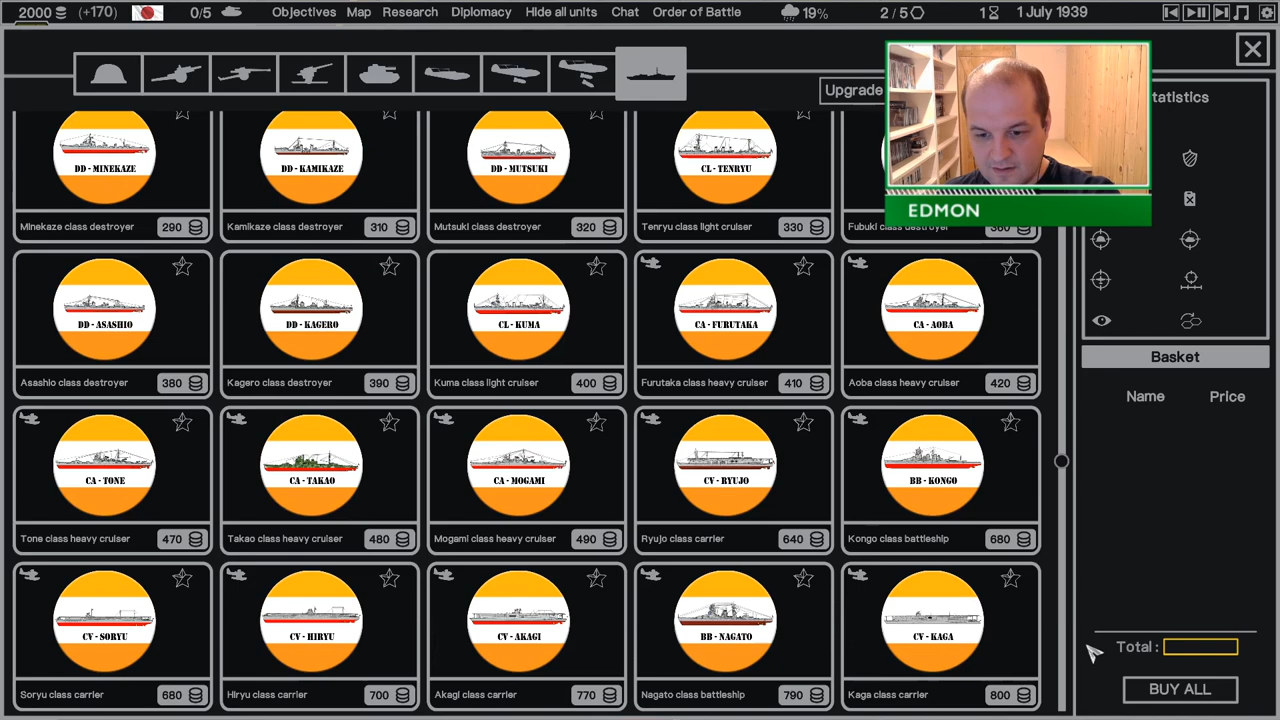 2000 (+170) 0/5 Objectives Map Research Diplomacy Hide all units Chat Order of Battle 19% 2 / 5 1 1 July 1939
Upgrade
Statistics
EDMON
DD - MINEKAZE DD - KAMIKAZE DD - MUTSUKI CL - TENRYU
Minekaze class destroyer 290 Kamikaze class destroyer 310 Mutsuki class destroyer 320 Tenryu light cruiser 330 Fubuki class destroyer
DD - ASASHIO DD - KAGERO CL - KUMA CA - FURUTAKA CA - AOBA
Asashio class destroyer 380 Kagero class destroyer 390 Kuma class light cruiser 400 Furutaka class heavy cruiser 410 Aoba class heavy cruiser 420
Basket
Name Price
CA - TONE CA - TAKAO CA - MOGAMI CV - RYUJO BB - KONGO
Tone class heavy cruiser 470 Takao class heavy cruiser 480 Mogami class heavy cruiser 490 Ryujo class carrier 640 Kongo class battleship 680
CV - SORYU CV - HIRYU CV - AKAGI BB - NAGATO CV - KAGA
Soryu class carrier 680 Hiryu class carrier 700 Akagi class carrier 770 Nagato class battleship 790 Kaga class carrier 800
Total :
BUY ALL